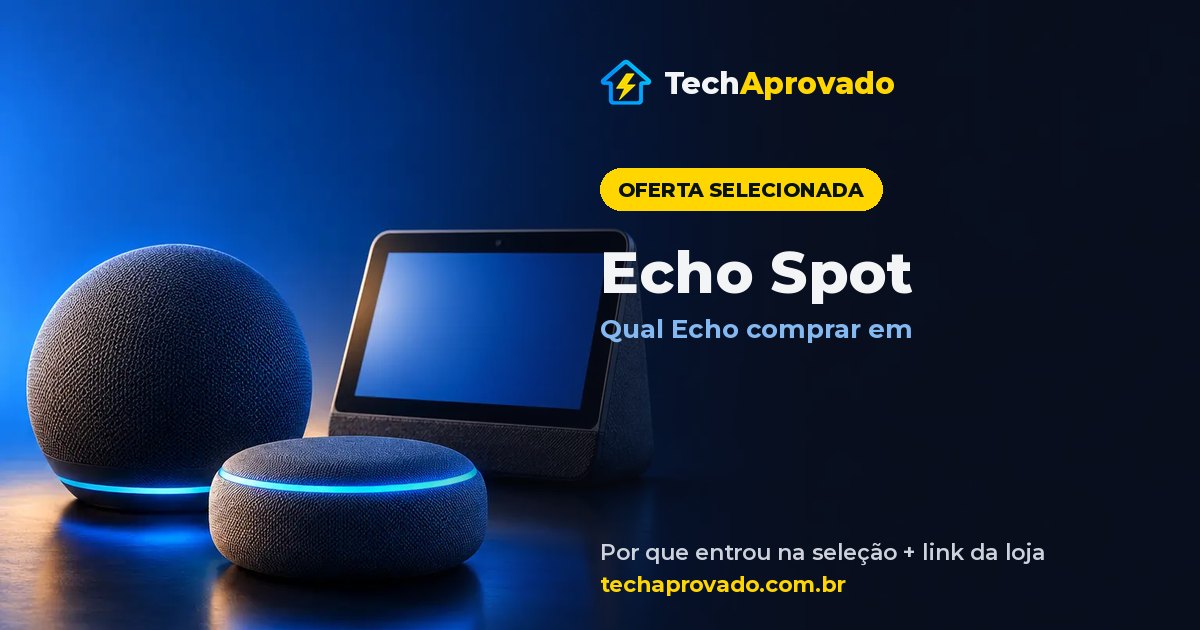 TechAprovado
OFERTA SELECIONADA
Echo Spot
Qual Echo comprar em
Por que entrou na seleção + link da loja
techaprovado.com.br